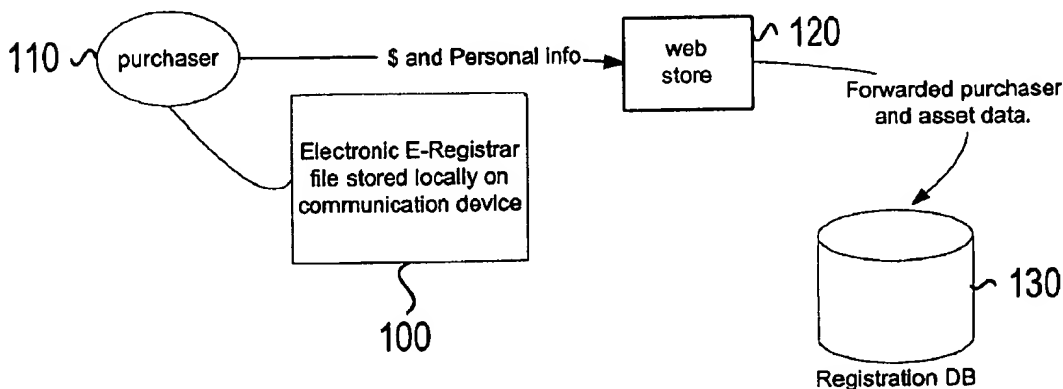 110
purchaser
$ and Personal info
web
store
120
Forwarded purchaser
and asset data.
Electronic E-Registrar
file stored locally on
communication device
100
130
Registration DB